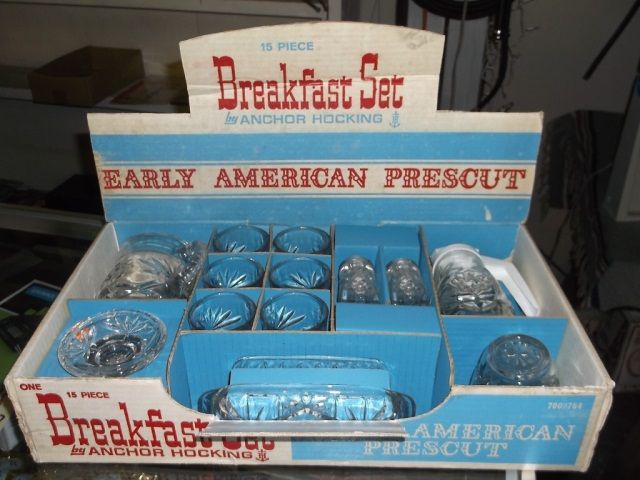 15 PIECE
Breakfast Set
by ANCHOR HOCKING
EARLY AMERICAN PRESCUT
ONE
15 PIECE
Breakfast Set
by ANCHOR HOCKING
AMERICAN
PRESCUT